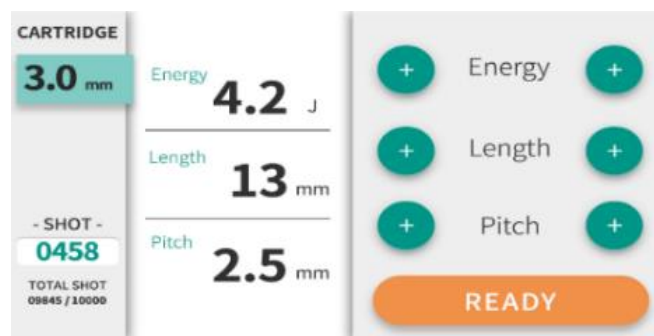 CARTRIDGE
3.0 mm
- SHOT -
0458
TOTAL SHOT
09845 / 10000
Energy
4.2 J
Length
13 mm
Pitch
2.5 mm
+ Energy +
+ Length +
+ Pitch +
READY